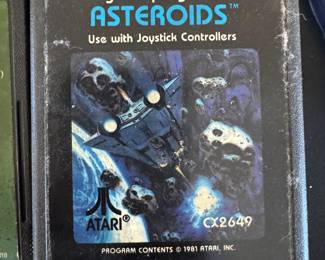 ASTEROIDS™
Use with Joystick Controllers
ATARI®
CX2649
PROGRAM CONTENTS © 1981 ATARI, INC.